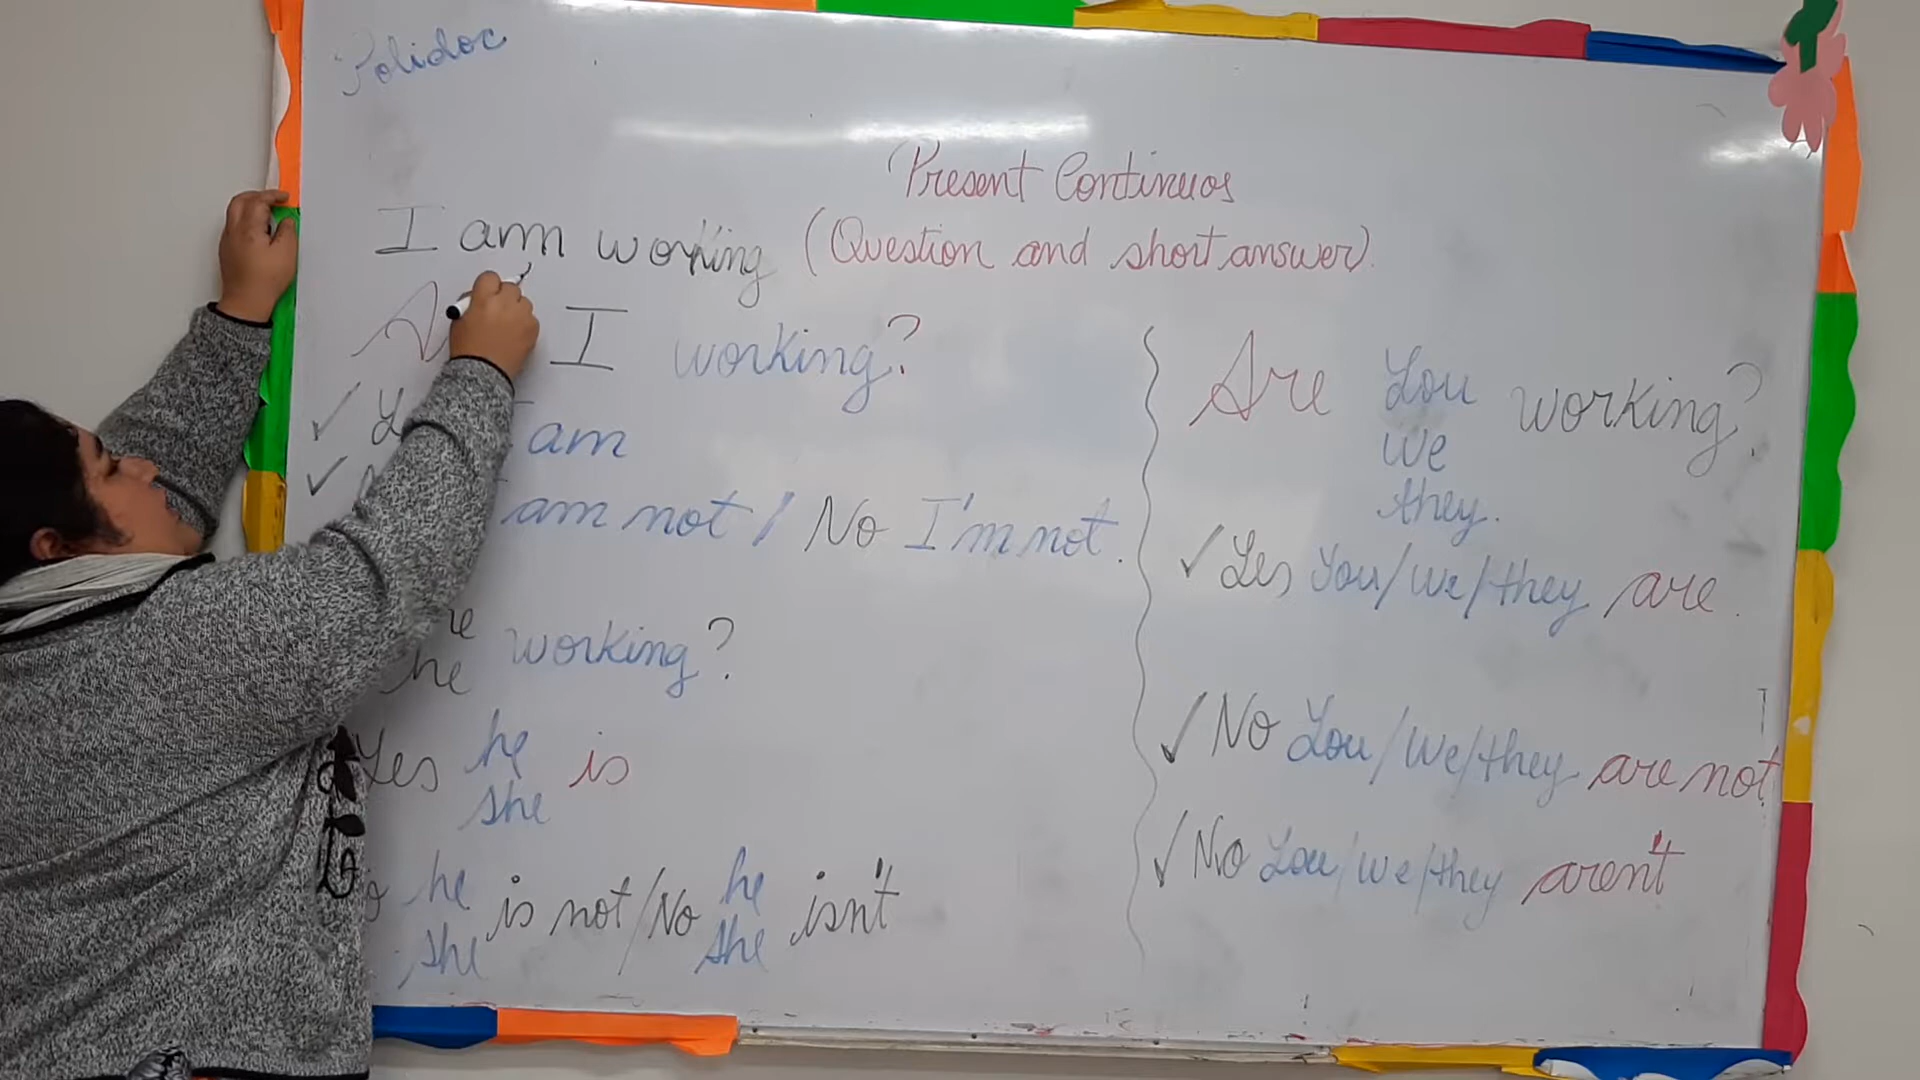 Polidoc
Present Continuos
I am working (Question and short answer).
I working?
am
am not / No I'm not.
he working?
Yes he is
she
he is not / No he isn't
she she
Are You working?
we
they.
✓ Yes You/we/they are.
✓ No You/we/they are not
✓ No You/we/they aren't